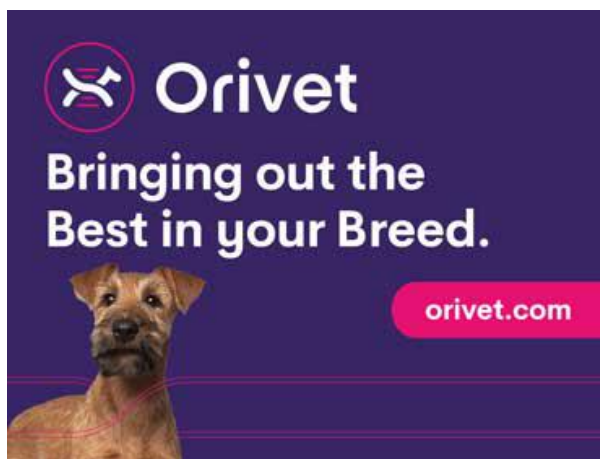 Orivet
Bringing out the
Best in your Breed.
orivet.com